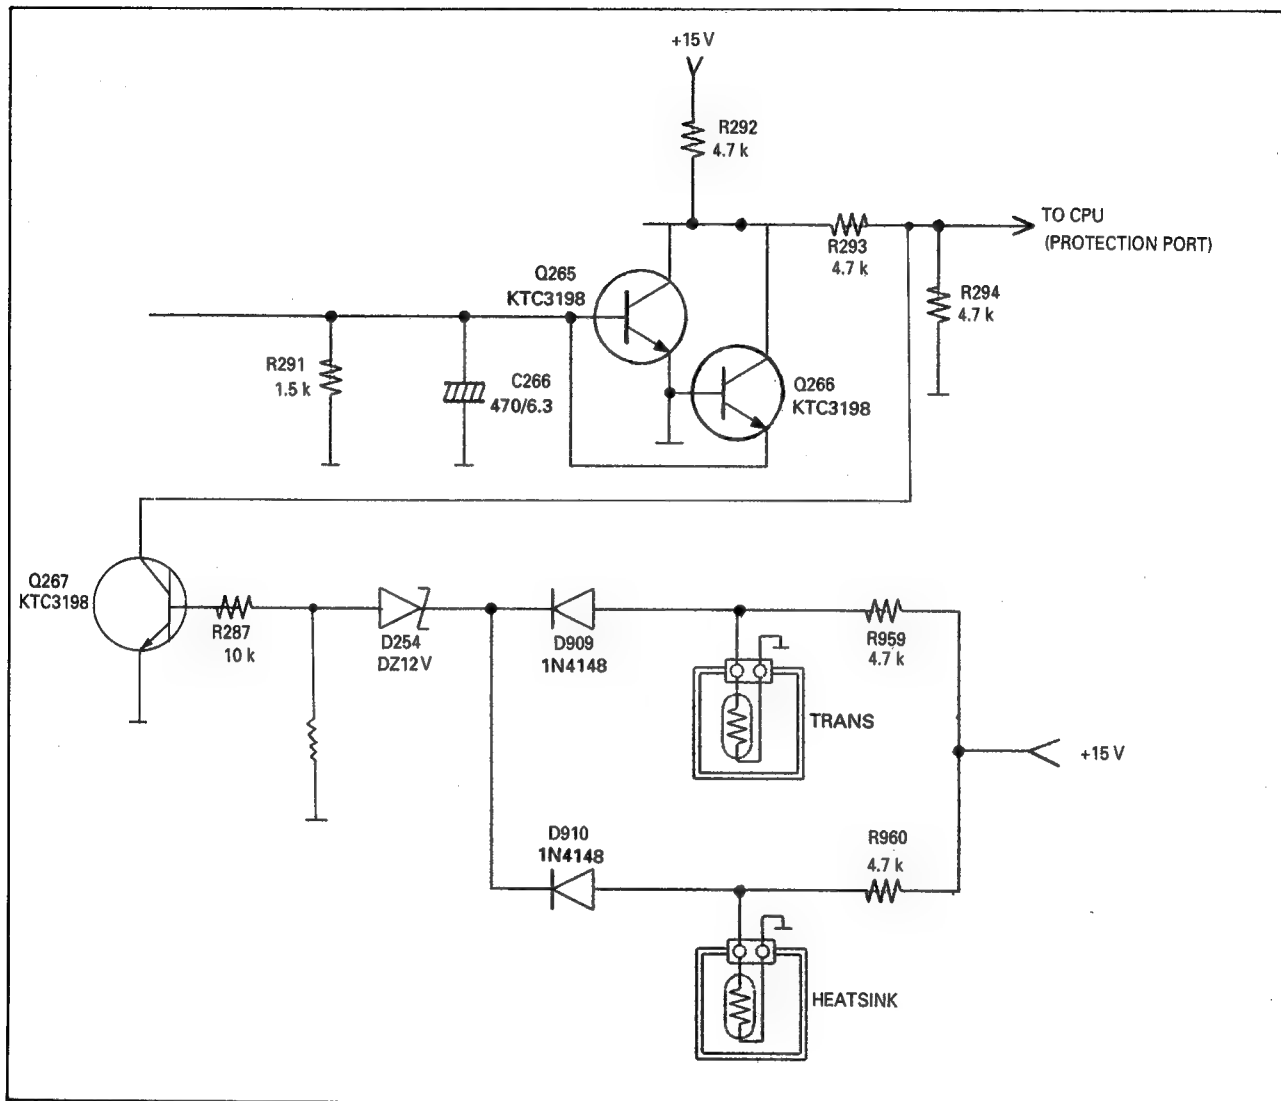 +15 V
R292
4.7 k
TO CPU
(PROTECTION PORT)
R293
4.7 k
R294
4.7 k
Q265
KTC3198
R291
1.5 k
C266
470/6.3
Q266
KTC3198
Q267
KTC3198
R287
10 k
D254
DZ12V
D909
1N4148
R959
4.7 k
TRANS
+15 V
D910
1N4148
R960
4.7 k
HEATSINK